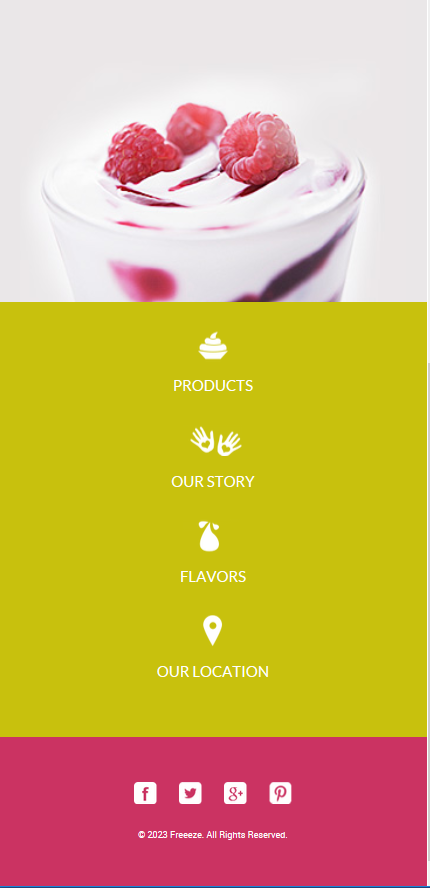 PRODUCTS
OUR STORY
FLAVORS
OUR LOCATION
© 2023 Freeeze. All Rights Reserved.